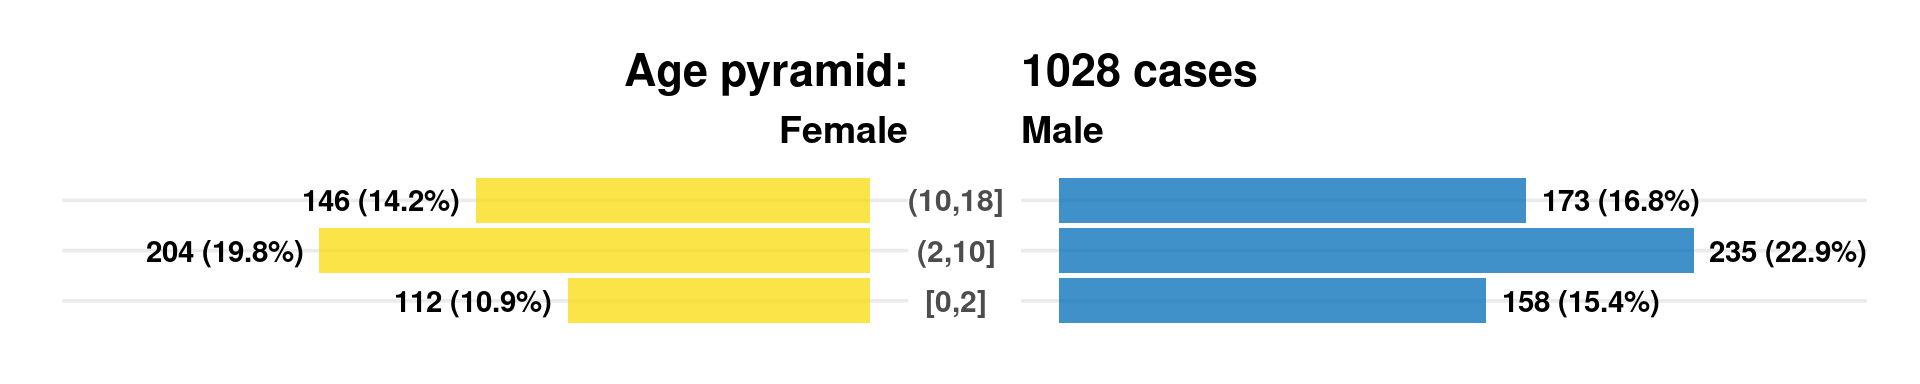 Age pyramid: 1028 cases
Female Male
146 (14.2%) (10,18] 173 (16.8%)
204 (19.8%) (2,10] 235 (22.9%)
112 (10.9%) [0,2] 158 (15.4%)